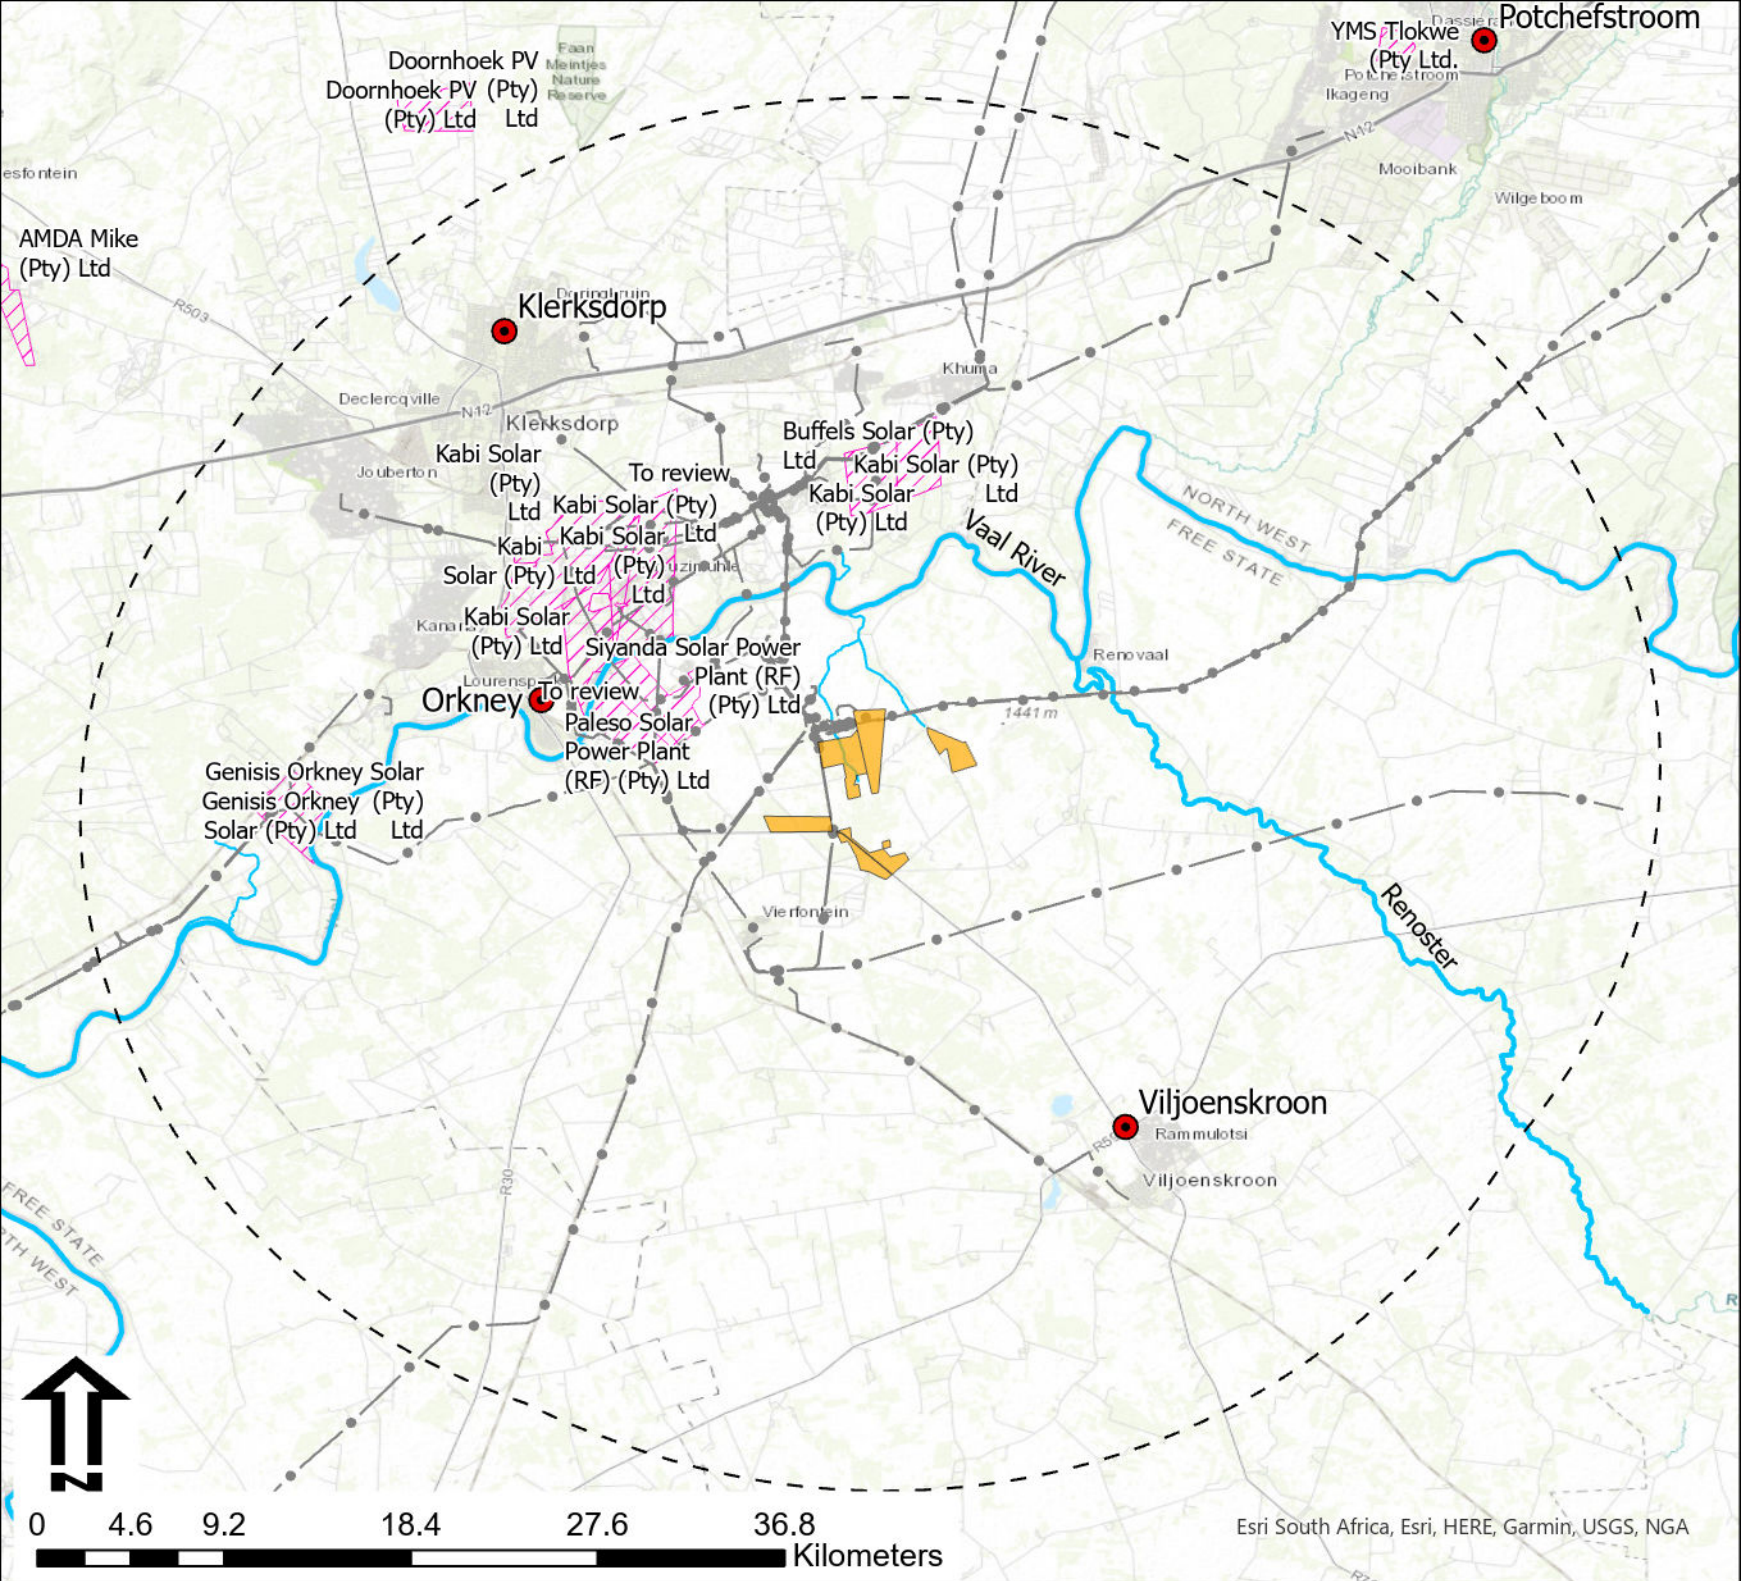 Potchefstroom
YMS Tlokwe
(Pty Ltd.
Potchefstroom
Ikageng
N12
Mooibank
Wilgeboom
Doornhoek PV
Doornhoek PV (Pty)
(Pty) Ltd Ltd
Faan
Meintjes
Nature
Reserve
esfontein
AMDA Mike
(Pty) Ltd
R503
Klerksdorp
Declercqville
N12
Klerksdorp
Jouberton
Khuma
Kabi Solar
(Pty)
Ltd
To review
Buffels Solar (Pty)
Ltd
Kabi Solar (Pty)
Ltd
Kabi Solar
(Pty) Ltd
Kabi Solar (Pty)
Ltd
Kabi Solar
(Pty)
Ltd
Kabi
Solar (Pty) Ltd
Kabi Solar
(Pty) Ltd
Vaal River
NORTH WEST
FREE STATE
Siyanda Solar Power
Plant (RF)
(Pty) Ltd
Renovaal
1441 m
Orkney
To review
Paleso Solar
Power Plant
(RF) (Pty) Ltd
Genisis Orkney Solar
Genisis Orkney (Pty)
Solar (Pty) Ltd Ltd
Vierfontein
Renoster
Viljoenskroon
Rammulotsi
Viljoenskroon
R30
FREE STATE
TH WEST
N
0 4.6 9.2 18.4 27.6 36.8
Kilometers
Esri South Africa, Esri, HERE, Garmin, USGS, NGA